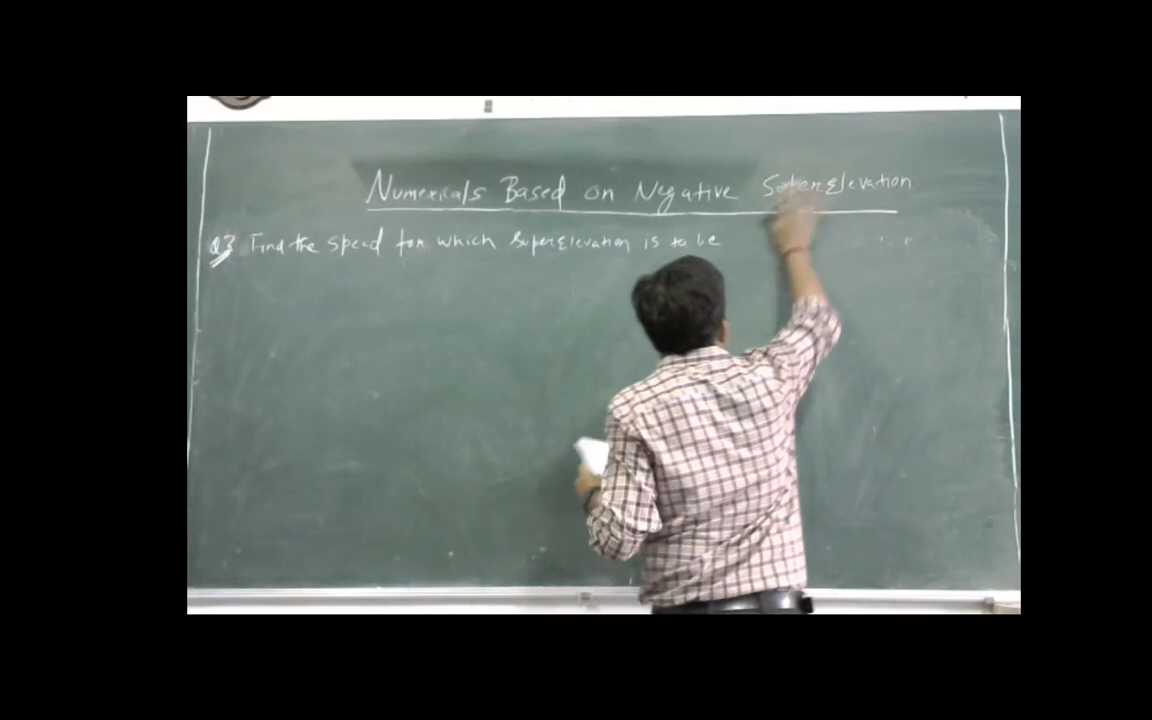 Numericals Based on Negative SuperElevation
Q3 Find the speed for which SuperElevation is to be